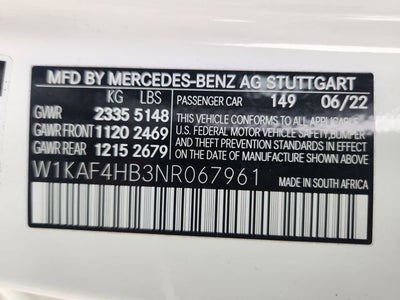 MFD BY MERCEDES-BENZ AG STUTTGART
KG LBS PASSENGER CAR 149 06/22
GVWR 2335 5148 THIS VEHICLE CONFORMS TO ALL APPLICABLE
GAWR FRONT 1120 2469 U.S. FEDERAL MOTOR VEHICLE SAFETY, BUMPER
GAWR REAR 1215 2679 AND THEFT PREVENTION STANDARDS IN EFFECT ON THE DATE OF MANUFACTURE SHOWN ABOVE.
W1KAF4HB3NR067961 MADE IN SOUTH AFRICA